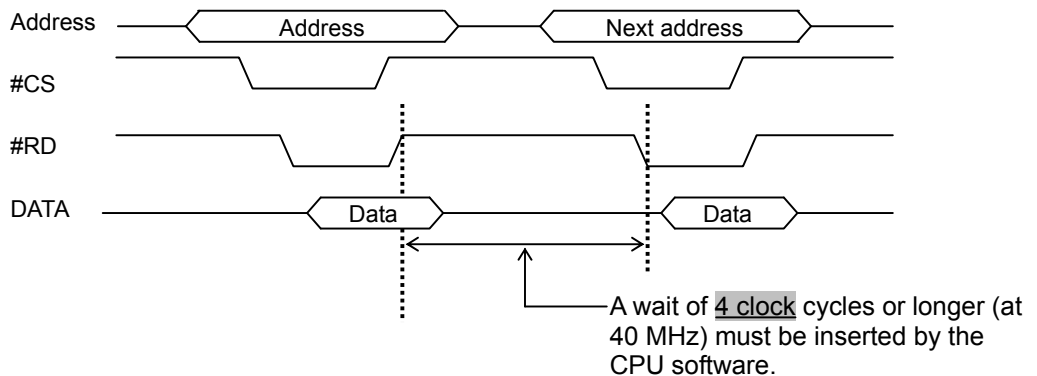 Address
Address
Next address
#CS
#RD
DATA
Data
Data
A wait of 4 clock cycles or longer (at
40 MHz) must be inserted by the
CPU software.